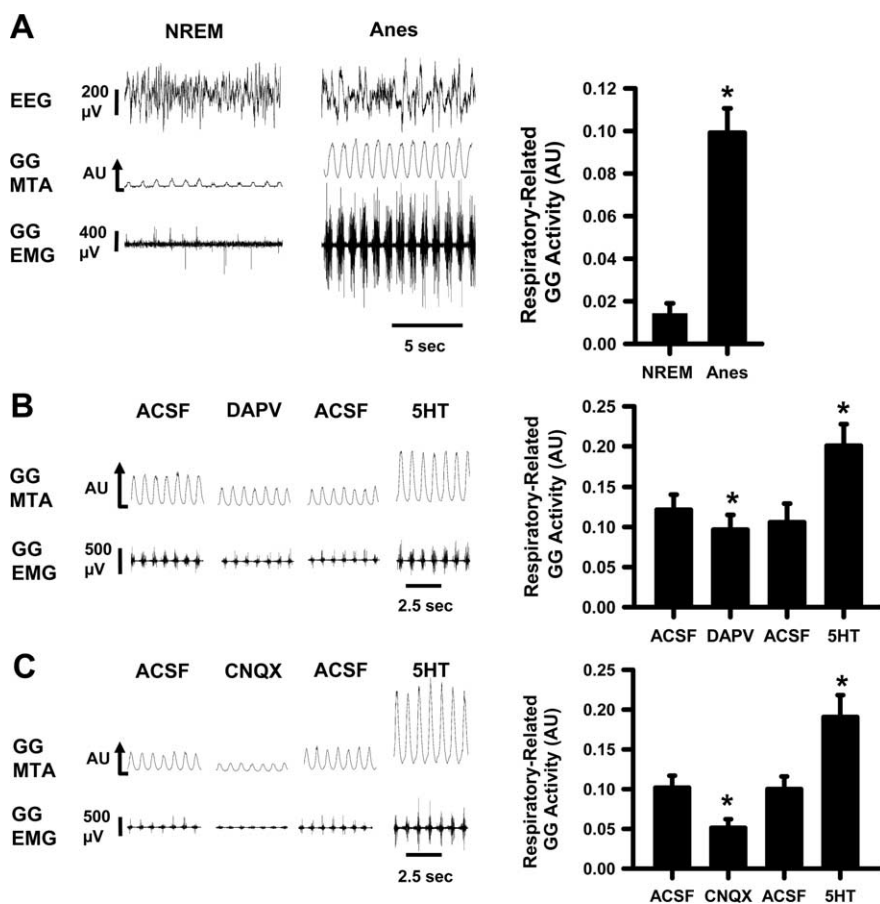 A
NREM
Anes
EEG
200
µV
GG
MTA
AU
GG
EMG
400
µV
5 sec
Respiratory-Related
GG Activity (AU)
0.12
0.10
0.08
0.06
0.04
0.02
0.00
*
NREM Anes
B
ACSF DAPV ACSF 5HT
GG
MTA
AU
GG
EMG
500
µV
2.5 sec
Respiratory-Related
GG Activity (AU)
0.25
0.20
0.15
0.10
0.05
0.00
*
*
ACSF DAPV ACSF 5HT
C
ACSF CNQX ACSF 5HT
GG
MTA
AU
GG
EMG
500
µV
2.5 sec
Respiratory-Related
GG Activity (AU)
0.25
0.20
0.15
0.10
0.05
0.00
*
*
ACSF CNQX ACSF 5HT